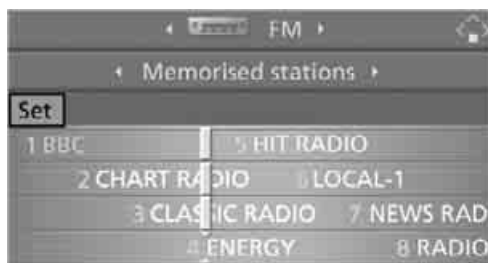 FM
Memorised stations
Set
1 BBC 5 HIT RADIO
2 CHART RADIO 6 LOCAL-1
3 CLASSIC RADIO 7 NEWS RAD
4 ENERGY 8 RADIO